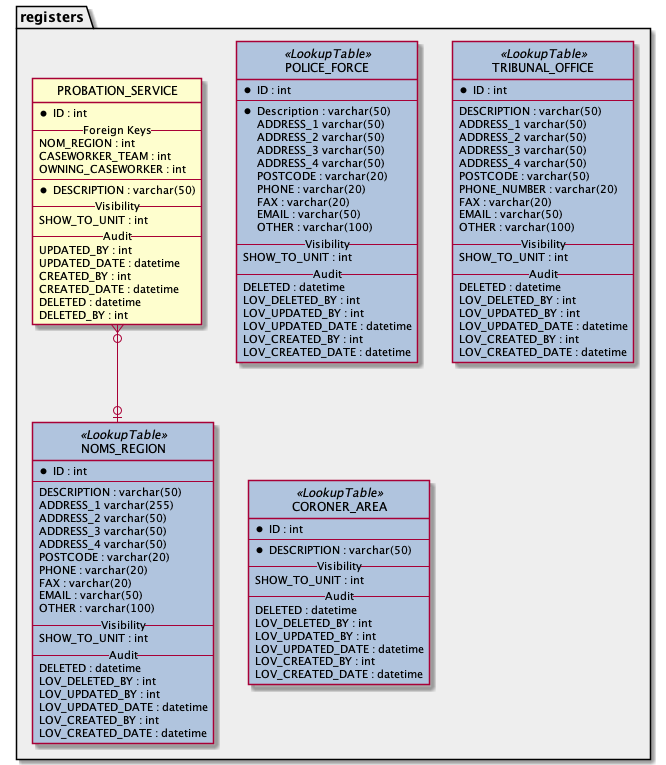 registers
PROBATION_SERVICE
ID : int
Foreign Keys
NOM_REGION : int
CASEWORKER_TEAM : int
OWNING_CASEWORKER : int
DESCRIPTION : varchar(50)
Visibility
SHOW_TO_UNIT : int
Audit
UPDATED_BY : int
UPDATED_DATE : datetime
CREATED_BY : int
CREATED_DATE : datetime
DELETED : datetime
DELETED_BY : int
«LookupTable»
POLICE_FORCE
ID : int
Description : varchar(50)
ADDRESS_1 varchar(50)
ADDRESS_2 varchar(50)
ADDRESS_3 varchar(50)
ADDRESS_4 varchar(50)
POSTCODE : varchar(20)
PHONE : varchar(20)
FAX : varchar(20)
EMAIL : varchar(50)
OTHER : varchar(100)
Visibility
SHOW_TO_UNIT : int
Audit
DELETED : datetime
LOV_DELETED_BY : int
LOV_UPDATED_BY : int
LOV_UPDATED_DATE : datetime
LOV_CREATED_BY : int
LOV_CREATED_DATE : datetime
«LookupTable»
TRIBUNAL_OFFICE
ID : int
DESCRIPTION : varchar(50)
ADDRESS_1 varchar(50)
ADDRESS_2 varchar(50)
ADDRESS_3 varchar(50)
ADDRESS_4 varchar(50)
POSTCODE : varchar(50)
PHONE_NUMBER : varchar(20)
FAX : varchar(20)
EMAIL : varchar(50)
OTHER : varchar(100)
Visibility
SHOW_TO_UNIT : int
Audit
DELETED : datetime
LOV_DELETED_BY : int
LOV_UPDATED_BY : int
LOV_UPDATED_DATE : datetime
LOV_CREATED_BY : int
LOV_CREATED_DATE : datetime
«LookupTable»
NOMS_REGION
ID : int
DESCRIPTION : varchar(50)
ADDRESS_1 varchar(255)
ADDRESS_2 varchar(50)
ADDRESS_3 varchar(50)
ADDRESS_4 varchar(50)
POSTCODE : varchar(20)
PHONE : varchar(20)
FAX : varchar(20)
EMAIL : varchar(50)
OTHER : varchar(100)
Visibility
SHOW_TO_UNIT : int
Audit
DELETED : datetime
LOV_DELETED_BY : int
LOV_UPDATED_BY : int
LOV_UPDATED_DATE : datetime
LOV_CREATED_BY : int
LOV_CREATED_DATE : datetime
«LookupTable»
CORONER_AREA
ID : int
DESCRIPTION : varchar(50)
Visibility
SHOW_TO_UNIT : int
Audit
DELETED : datetime
LOV_DELETED_BY : int
LOV_UPDATED_BY : int
LOV_UPDATED_DATE : datetime
LOV_CREATED_BY : int
LOV_CREATED_DATE : datetime